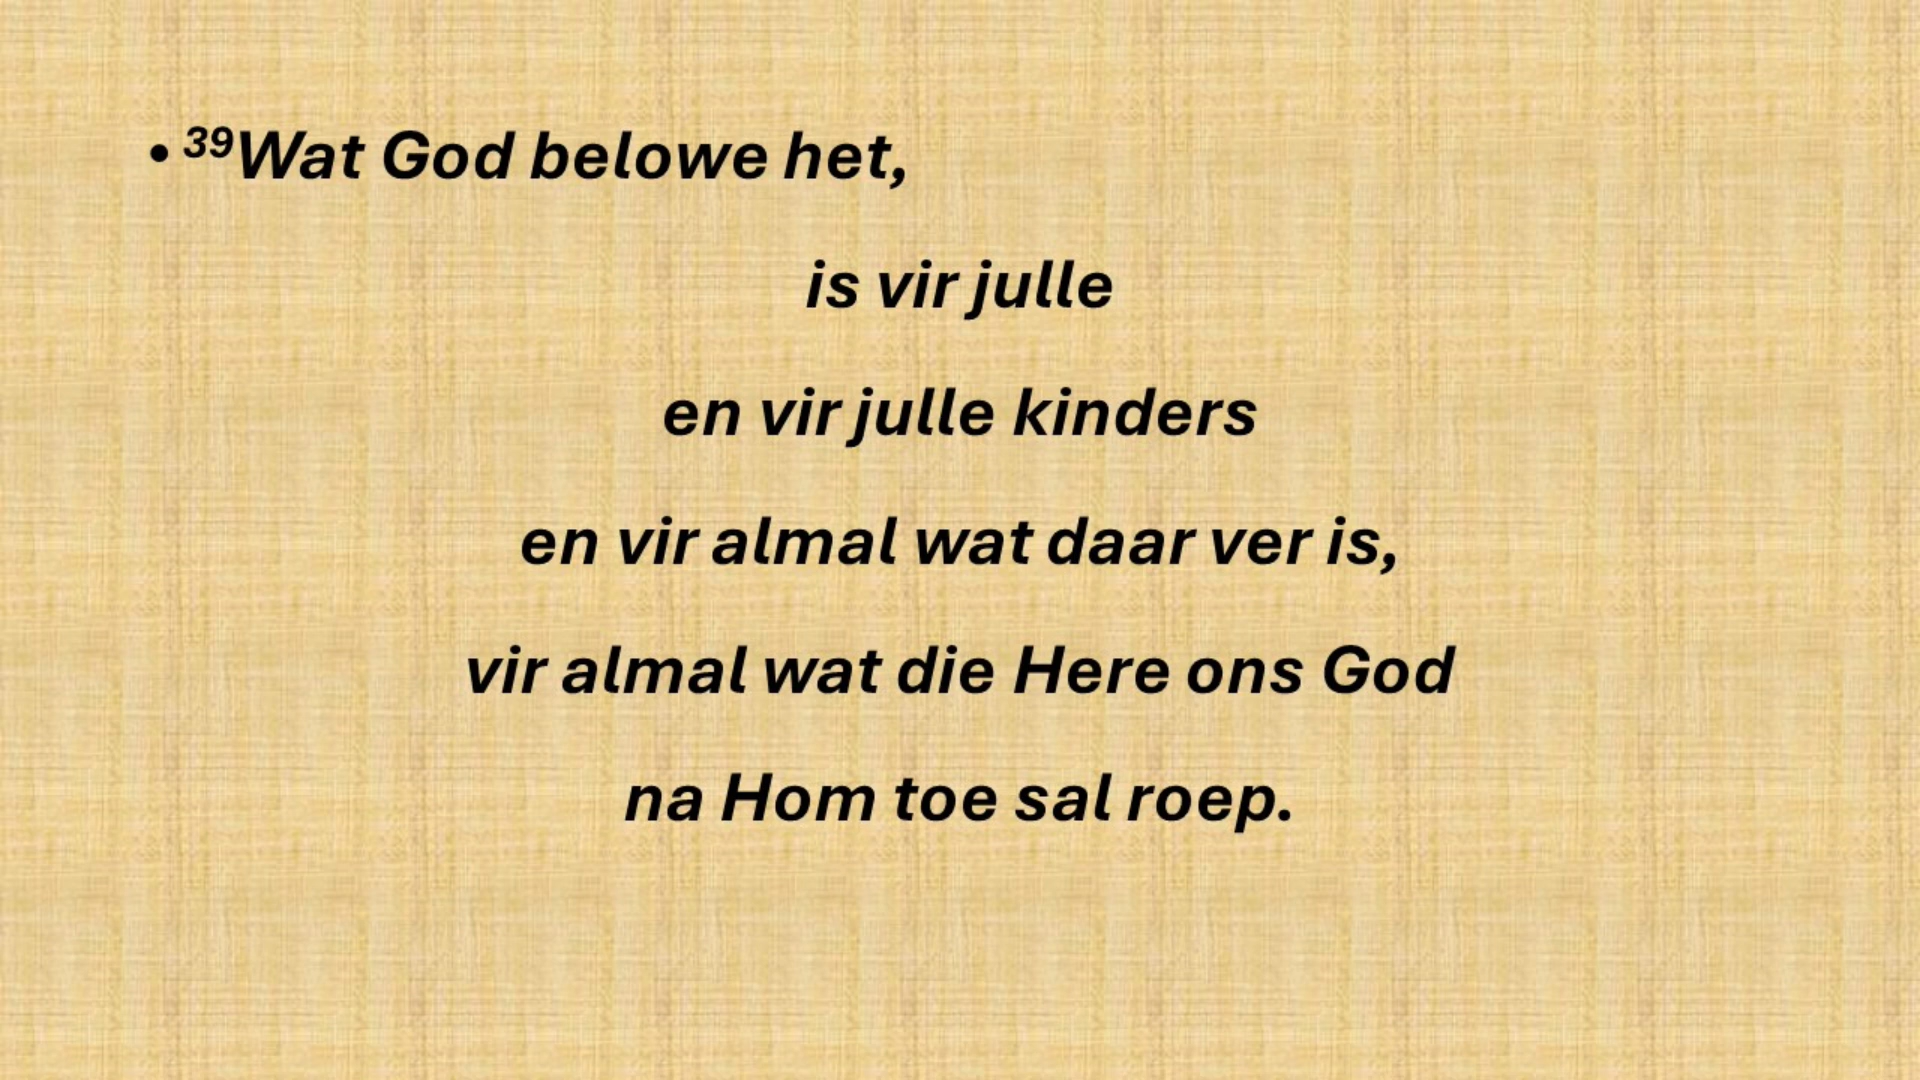 • ³⁹Wat God belowe het,
is vir julle
en vir julle kinders
en vir almal wat daar ver is,
vir almal wat die Here ons God
na Hom toe sal roep.